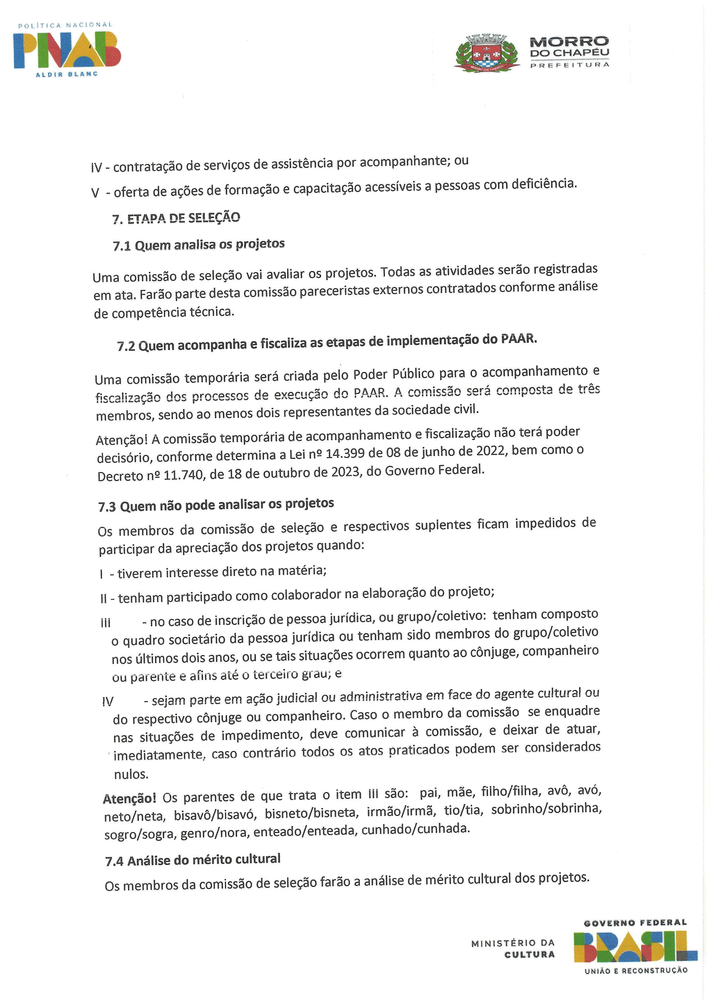 POLÍTICA NACIONAL
PNAB
ALDIR BLANC
MORRO DO CHAPÉU
MORRO
DO CHAPÉU
PREFEITURA
IV - contratação de serviços de assistência por acompanhante; ou
V - oferta de ações de formação e capacitação acessíveis a pessoas com deficiência.
7. ETAPA DE SELEÇÃO
7.1 Quem analisa os projetos
Uma comissão de seleção vai avaliar os projetos. Todas as atividades serão registradas
em ata. Farão parte desta comissão pareceristas externos contratados conforme análise
de competência técnica.
7.2 Quem acompanha e fiscaliza as etapas de implementação do PAAR.
Uma comissão temporária será criada pelo Poder Público para o acompanhamento e
fiscalização dos processos de execução do PAAR. A comissão será composta de três
membros, sendo ao menos dois representantes da sociedade civil.
Atenção! A comissão temporária de acompanhamento e fiscalização não terá poder
decisório, conforme determina a Lei nº 14.399 de 08 de junho de 2022, bem como o
Decreto nº 11.740, de 18 de outubro de 2023, do Governo Federal.
7.3 Quem não pode analisar os projetos
Os membros da comissão de seleção e respectivos suplentes ficam impedidos de
participar da apreciação dos projetos quando:
I - tiverem interesse direto na matéria;
II - tenham participado como colaborador na elaboração do projeto;
III - no caso de inscrição de pessoa jurídica, ou grupo/coletivo: tenham composto
o quadro societário da pessoa jurídica ou tenham sido membros do grupo/coletivo
nos últimos dois anos, ou se tais situações ocorrem quanto ao cônjuge, companheiro
ou parente e afins até o terceiro grau; e
IV - sejam parte em ação judicial ou administrativa em face do agente cultural ou
do respectivo cônjuge ou companheiro. Caso o membro da comissão se enquadre
nas situações de impedimento, deve comunicar à comissão, e deixar de atuar,
imediatamente, caso contrário todos os atos praticados podem ser considerados
nulos.
Atenção! Os parentes de que trata o item III são: pai, mãe, filho/filha, avô, avó,
neto/neta, bisavô/bisavó, bisneto/bisneta, irmão/irmã, tio/tia, sobrinho/sobrinha,
sogro/sogra, genro/nora, enteado/enteada, cunhado/cunhada.
7.4 Análise do mérito cultural
Os membros da comissão de seleção farão a análise de mérito cultural dos projetos.
MINISTÉRIO DA
CULTURA
GOVERNO FEDERAL
BRASIL
UNIÃO E RECONSTRUÇÃO